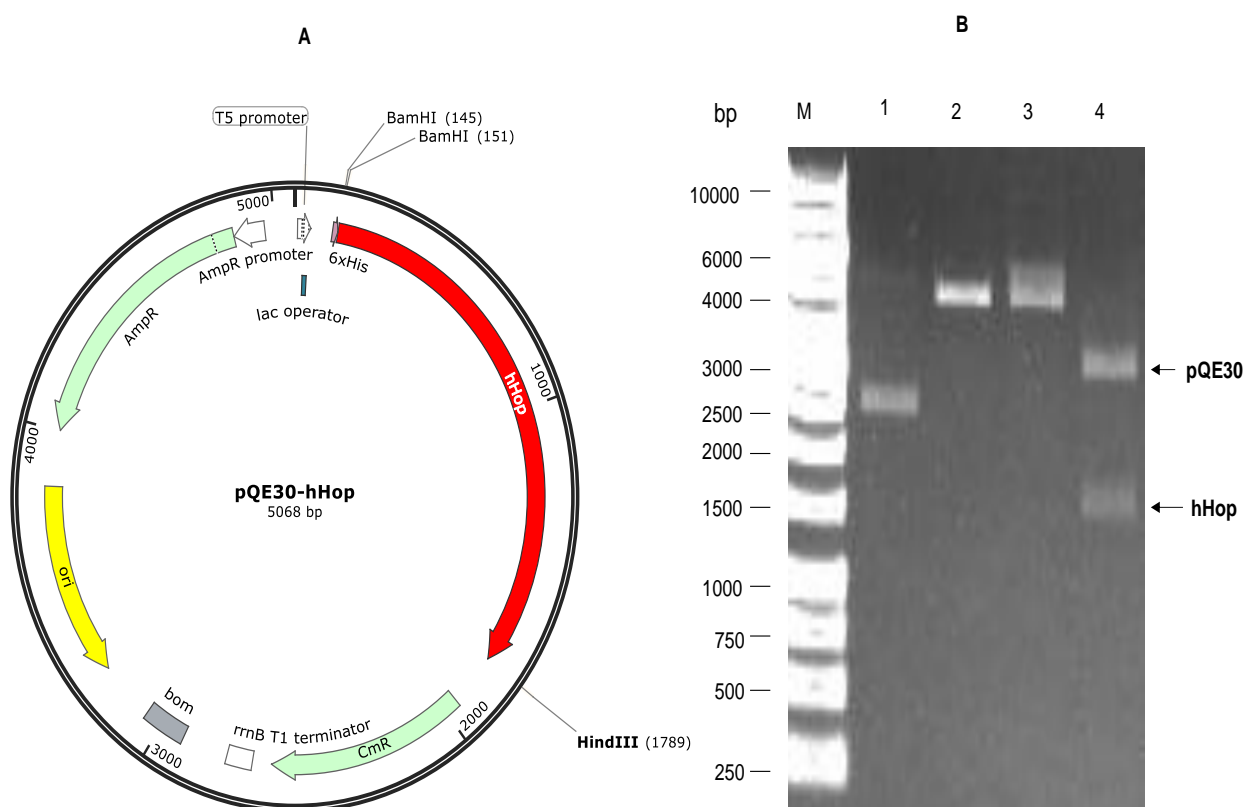 A
T5 promoter
BamHI (145)
BamHI (151)
5000
AmpR promoter
6xHis
AmpR
lac operator
hHop
1000
4000
pQE30-hHop
5068 bp
ori
bom
rrnB T1 terminator
CmR
2000
3000
HindIII (1789)
B
bp M 1 2 3 4
10000
6000
4000
3000
2500
2000
1500
1000
750
500
250
pQE30
hHop